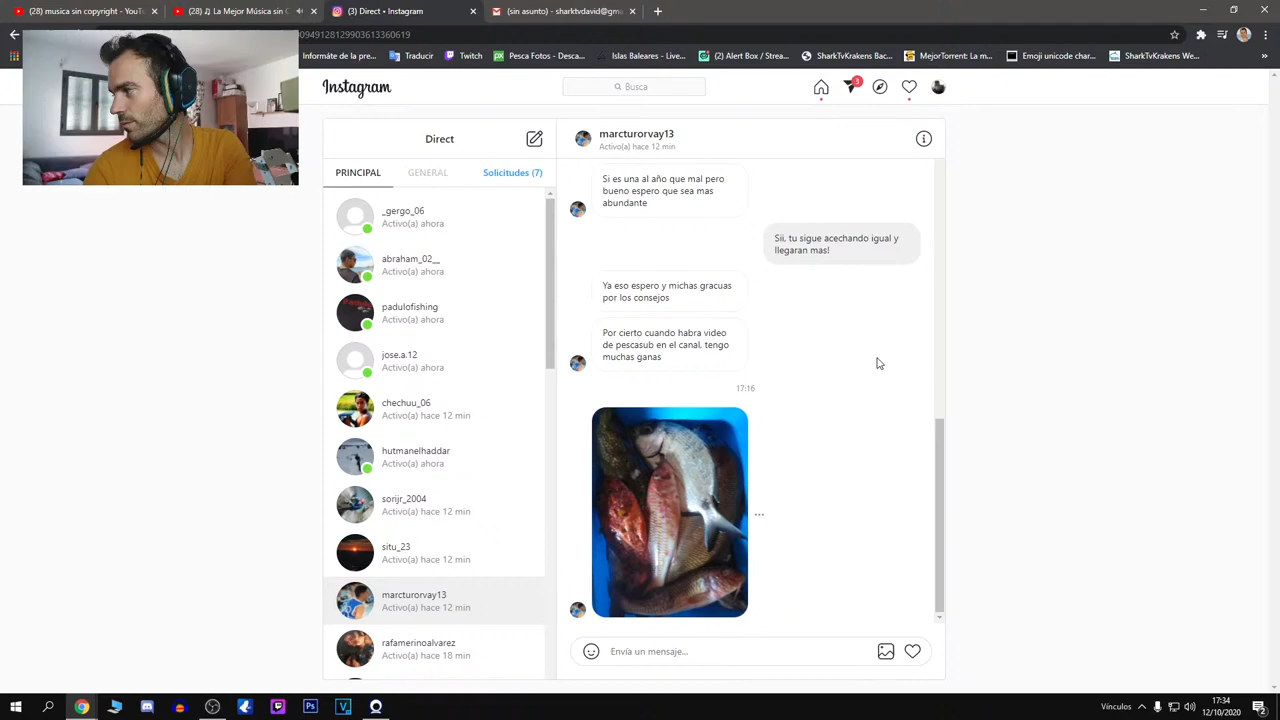 (28) musica sin copyright - YouT
(28) ♫ La Mejor Música sin C
(3) Direct • Instagram
(sin asunto) - sharktvdavid@gm
00949128129903613360619
Infórmate de la pres...
Traducir
Twitch
Pesca Fotos - Desca...
Islas Baleares - Live...
(2) Alert Box / Strea...
SharkTvKrakens Bac...
MejorTorrent: La m...
Emoji unicode char...
SharkTvKrakens We...
Instagram
Busca
3
Direct
PRINCIPAL
GENERAL
Solicitudes (7)
_gergo_06
Activo(a) ahora
abraham_02__
Activo(a) ahora
padulofishing
Activo(a) ahora
jose.a.12
Activo(a) ahora
chechuu_06
Activo(a) hace 12 min
hutmanelhaddar
Activo(a) ahora
sorijr_2004
Activo(a) hace 12 min
situ_23
Activo(a) hace 12 min
marcturorvay13
Activo(a) hace 12 min
rafamerinoalvarez
Activo(a) hace 18 min
marcturorvay13
Activo(a) hace 12 min
Si es una al año que mal pero
bueno espero que sea mas
abundante
Sii, tu sigue acechando igual y
llegaran mas!
Ya eso espero y michas gracuas
por los consejos
Por cierto cuando habra video
de pescasub en el canal, tengo
muchas ganas
17:16
Envía un mensaje...
Vínculos
17:34
12/10/2020
2